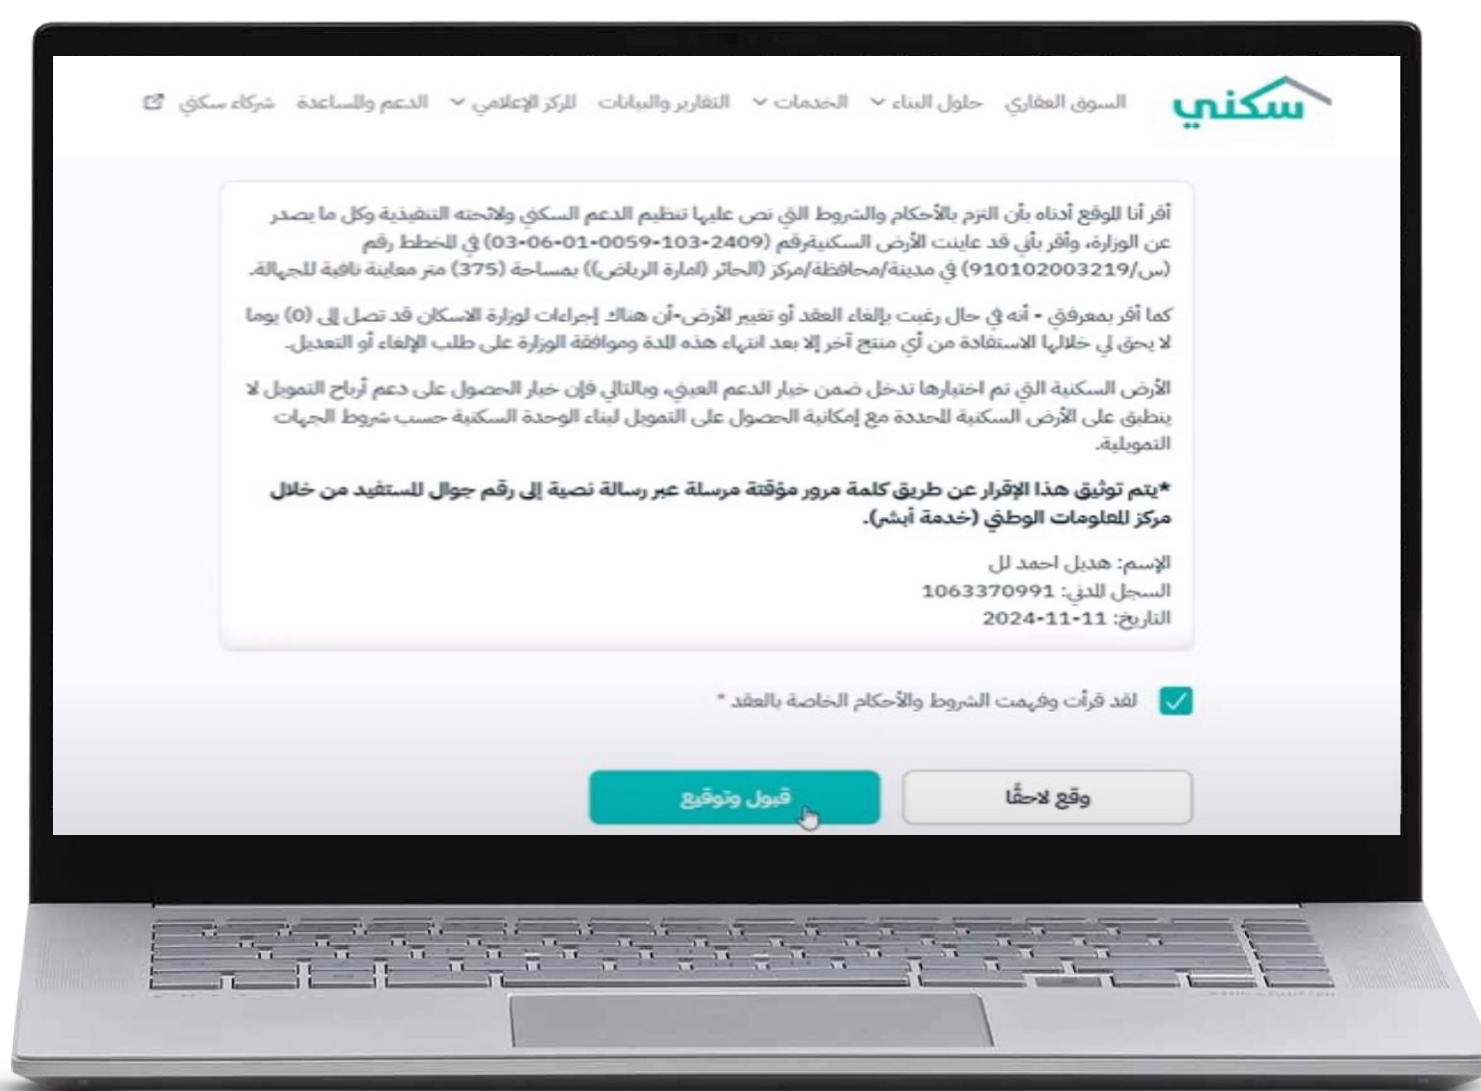 سكني
السوق العقاري حلول البناء الخدمات التقارير والبيانات المركز الإعلامي الدعم والمساعدة شركاء سكني
أقر أنا الموقع أدناه بأن التزم بالأحكام والشروط التي نص عليها تنظيم الدعم السكني ولائحته التنفيذية وكل ما يصدر
عن الوزارة، وأقر بأني قد عاينت الأرض السكنيةرقم (2409-103-0059-01-06-03) في المخطط رقم
(س/910102003219) في مدينة/محافظة/مركز (الحائر (امارة الرياض)) بمساحة (375) متر معاينة نافية للجهالة.
كما أقر بمعرفتي - أنه في حال رغبت بإلغاء العقد أو تغيير الأرض-أن هناك إجراءات لوزارة الاسكان قد تصل إلى (0) يوما
لا يحق لي خلالها الاستفادة من أي منتج آخر إلا بعد انتهاء هذه المدة وموافقة الوزارة على طلب الإلغاء أو التعديل.
الأرض السكنية التي تم اختيارها تدخل ضمن خيار الدعم العيني، وبالتالي فإن خيار الحصول على دعم أرباح التمويل لا
ينطبق على الأرض السكنية المحددة مع إمكانية الحصول على التمويل لبناء الوحدة السكنية حسب شروط الجهات
التمويلية.
*يتم توثيق هذا الإقرار عن طريق كلمة مرور مؤقتة مرسلة عبر رسالة نصية إلى رقم جوال المستفيد من خلال
مركز المعلومات الوطني (خدمة أبشر).
الإسم: هديل احمد لل
السجل المدني: 1063370991
التاريخ: 11-11-2024
لقد قرأت وفهمت الشروط والأحكام الخاصة بالعقد *
وقع لاحقًا
قبول وتوقيع